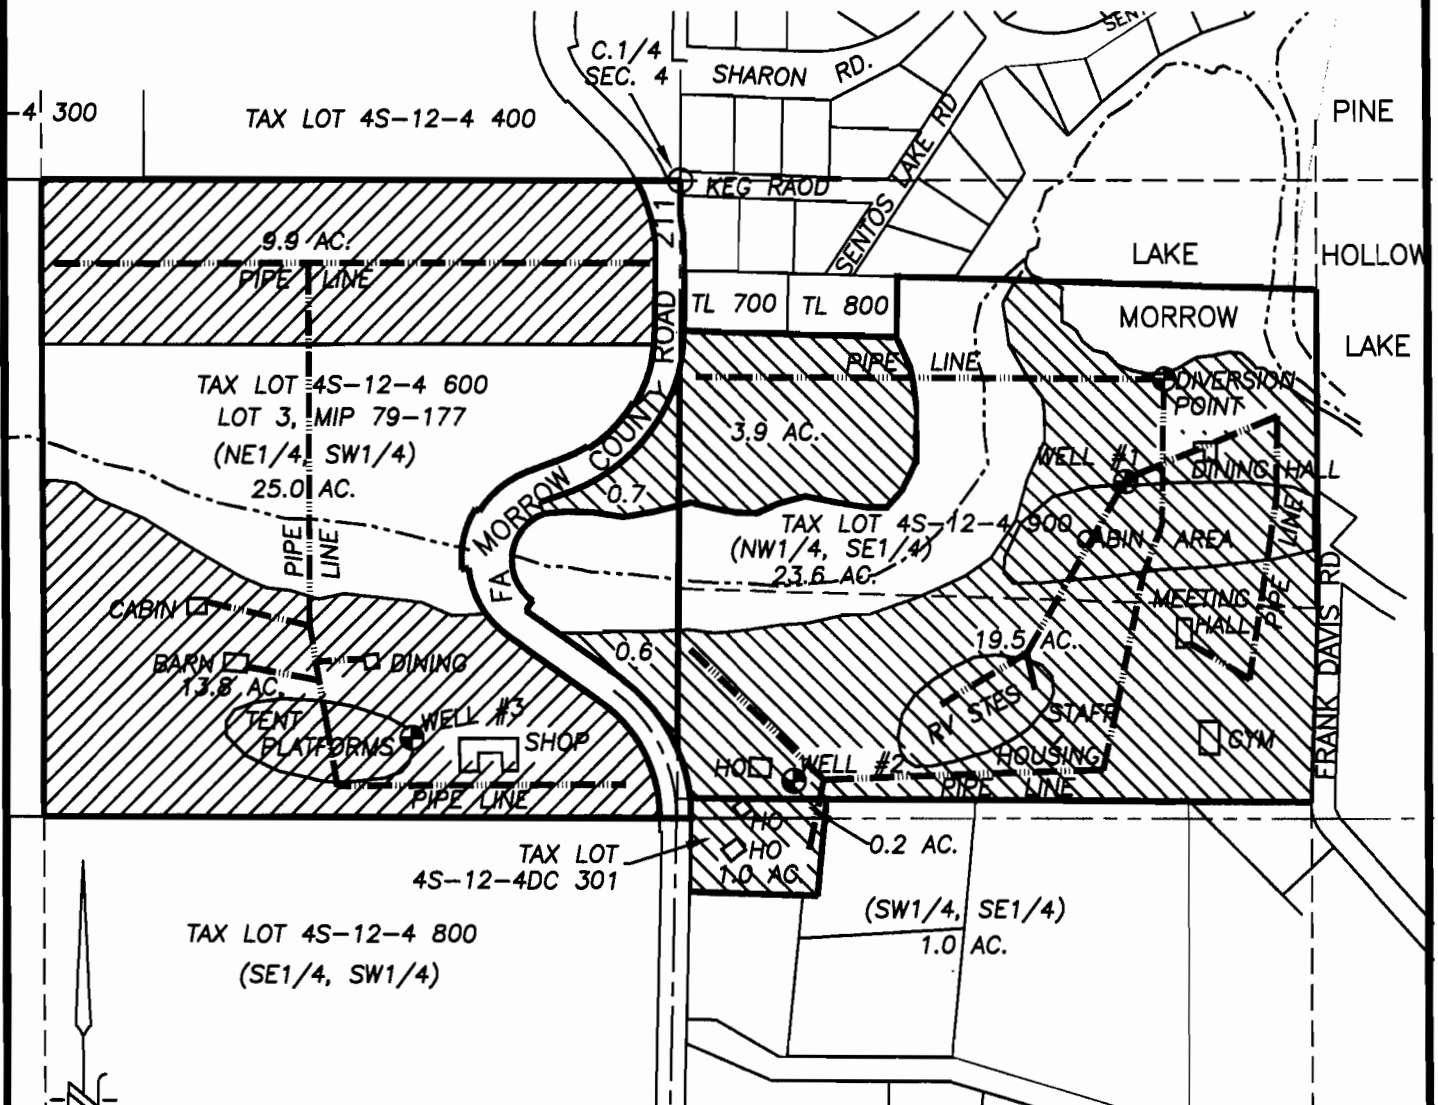 C.1/4
SEC. 4
SHARON RD.
SENT
-4 300
TAX LOT 4S-12-4 400
PINE
SENTOS LAKE RD
KEG RAOD
9.9 AC.
PIPE LINE
LAKE
HOLLOW
TL 700
TL 800
MORROW
LAKE
PIPE LINE
DIVERSION
POINT
TAX LOT 4S-12-4 600
LOT 3, MIP 79-177
(NE1/4, SW1/4)
25.0 AC.
FA MORROW COUNTY ROAD 211
3.9 AC.
WELL #1
DINING HALL
0.7
TAX LOT 4S-12-4 900
(NW1/4, SE1/4)
23.6 AC.
CABIN AREA
PIPE LINE
PIPE LINE
CABIN
MEETING
HALL
FRANK DAVIS RD
BARN
13.8 AC.
DINING
0.6
19.5 AC.
TENT
PLATFORMS
WELL #3
SHOP
RV STES
STAFF
HOUSING
GYM
HO
WELL #2
PIPE LINE
PIPE LINE
HO
HO
1.0 AC.
0.2 AC.
TAX LOT
4S-12-4DC 301
(SW1/4, SE1/4)
1.0 AC.
TAX LOT 4S-12-4 800
(SE1/4, SW1/4)